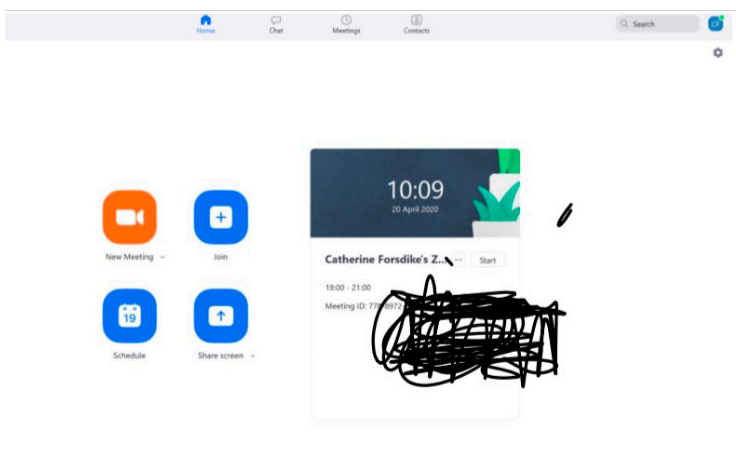 Home Chat Meetings Contacts Search
10:09
20 April 2020
New Meeting Join
Catherine Forsdike's Z... Start
19:00 - 21:00
Meeting ID:
19
Schedule Share screen